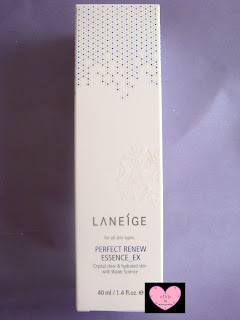 LANEÍGE
for all skin types
PERFECT RENEW
ESSENCE_EX
Crystal clear & hydrated skin
with Water Science
40 ml / 1.4 fl. oz. e